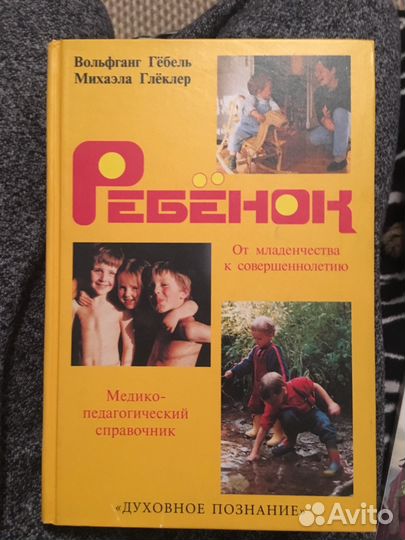 Вольфганг Гёбель
Михаэла Глёклер
РЕБЁНОК
От младенчества
к совершеннолетию
Медико-
педагогический
справочник
«ДУХОВНОЕ ПОЗНАНИЕ»
Avito